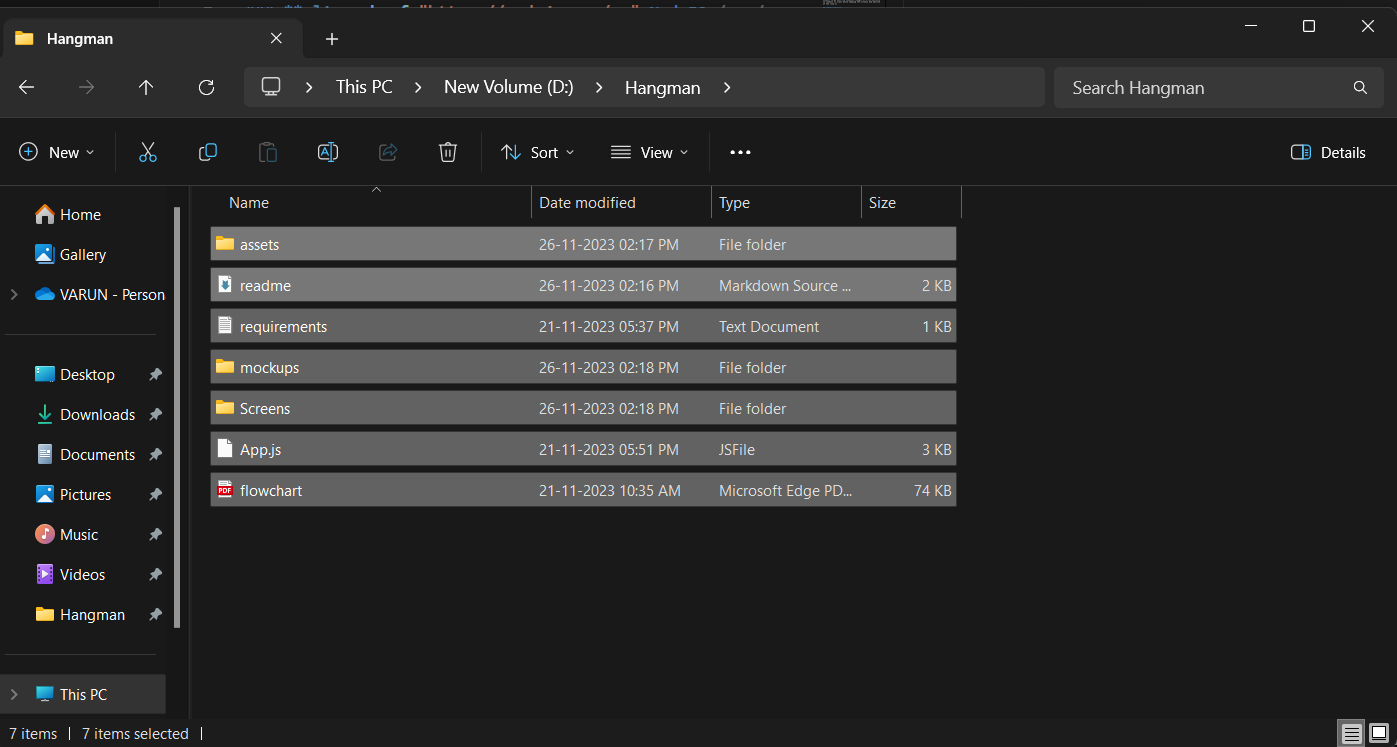 Hangman
This PC New Volume (D:) Hangman Search Hangman
New Sort View Details
Name Date modified Type Size
Home
Gallery
VARUN - Person
Desktop
Downloads
Documents
Pictures
Music
Videos
Hangman
This PC
assets 26-11-2023 02:17 PM File folder
readme 26-11-2023 02:16 PM Markdown Source ... 2 KB
requirements 21-11-2023 05:37 PM Text Document 1 KB
mockups 26-11-2023 02:18 PM File folder
Screens 26-11-2023 02:18 PM File folder
App.js 21-11-2023 05:51 PM JSFile 3 KB
PDF flowchart 21-11-2023 10:35 AM Microsoft Edge PD... 74 KB
7 items 7 items selected